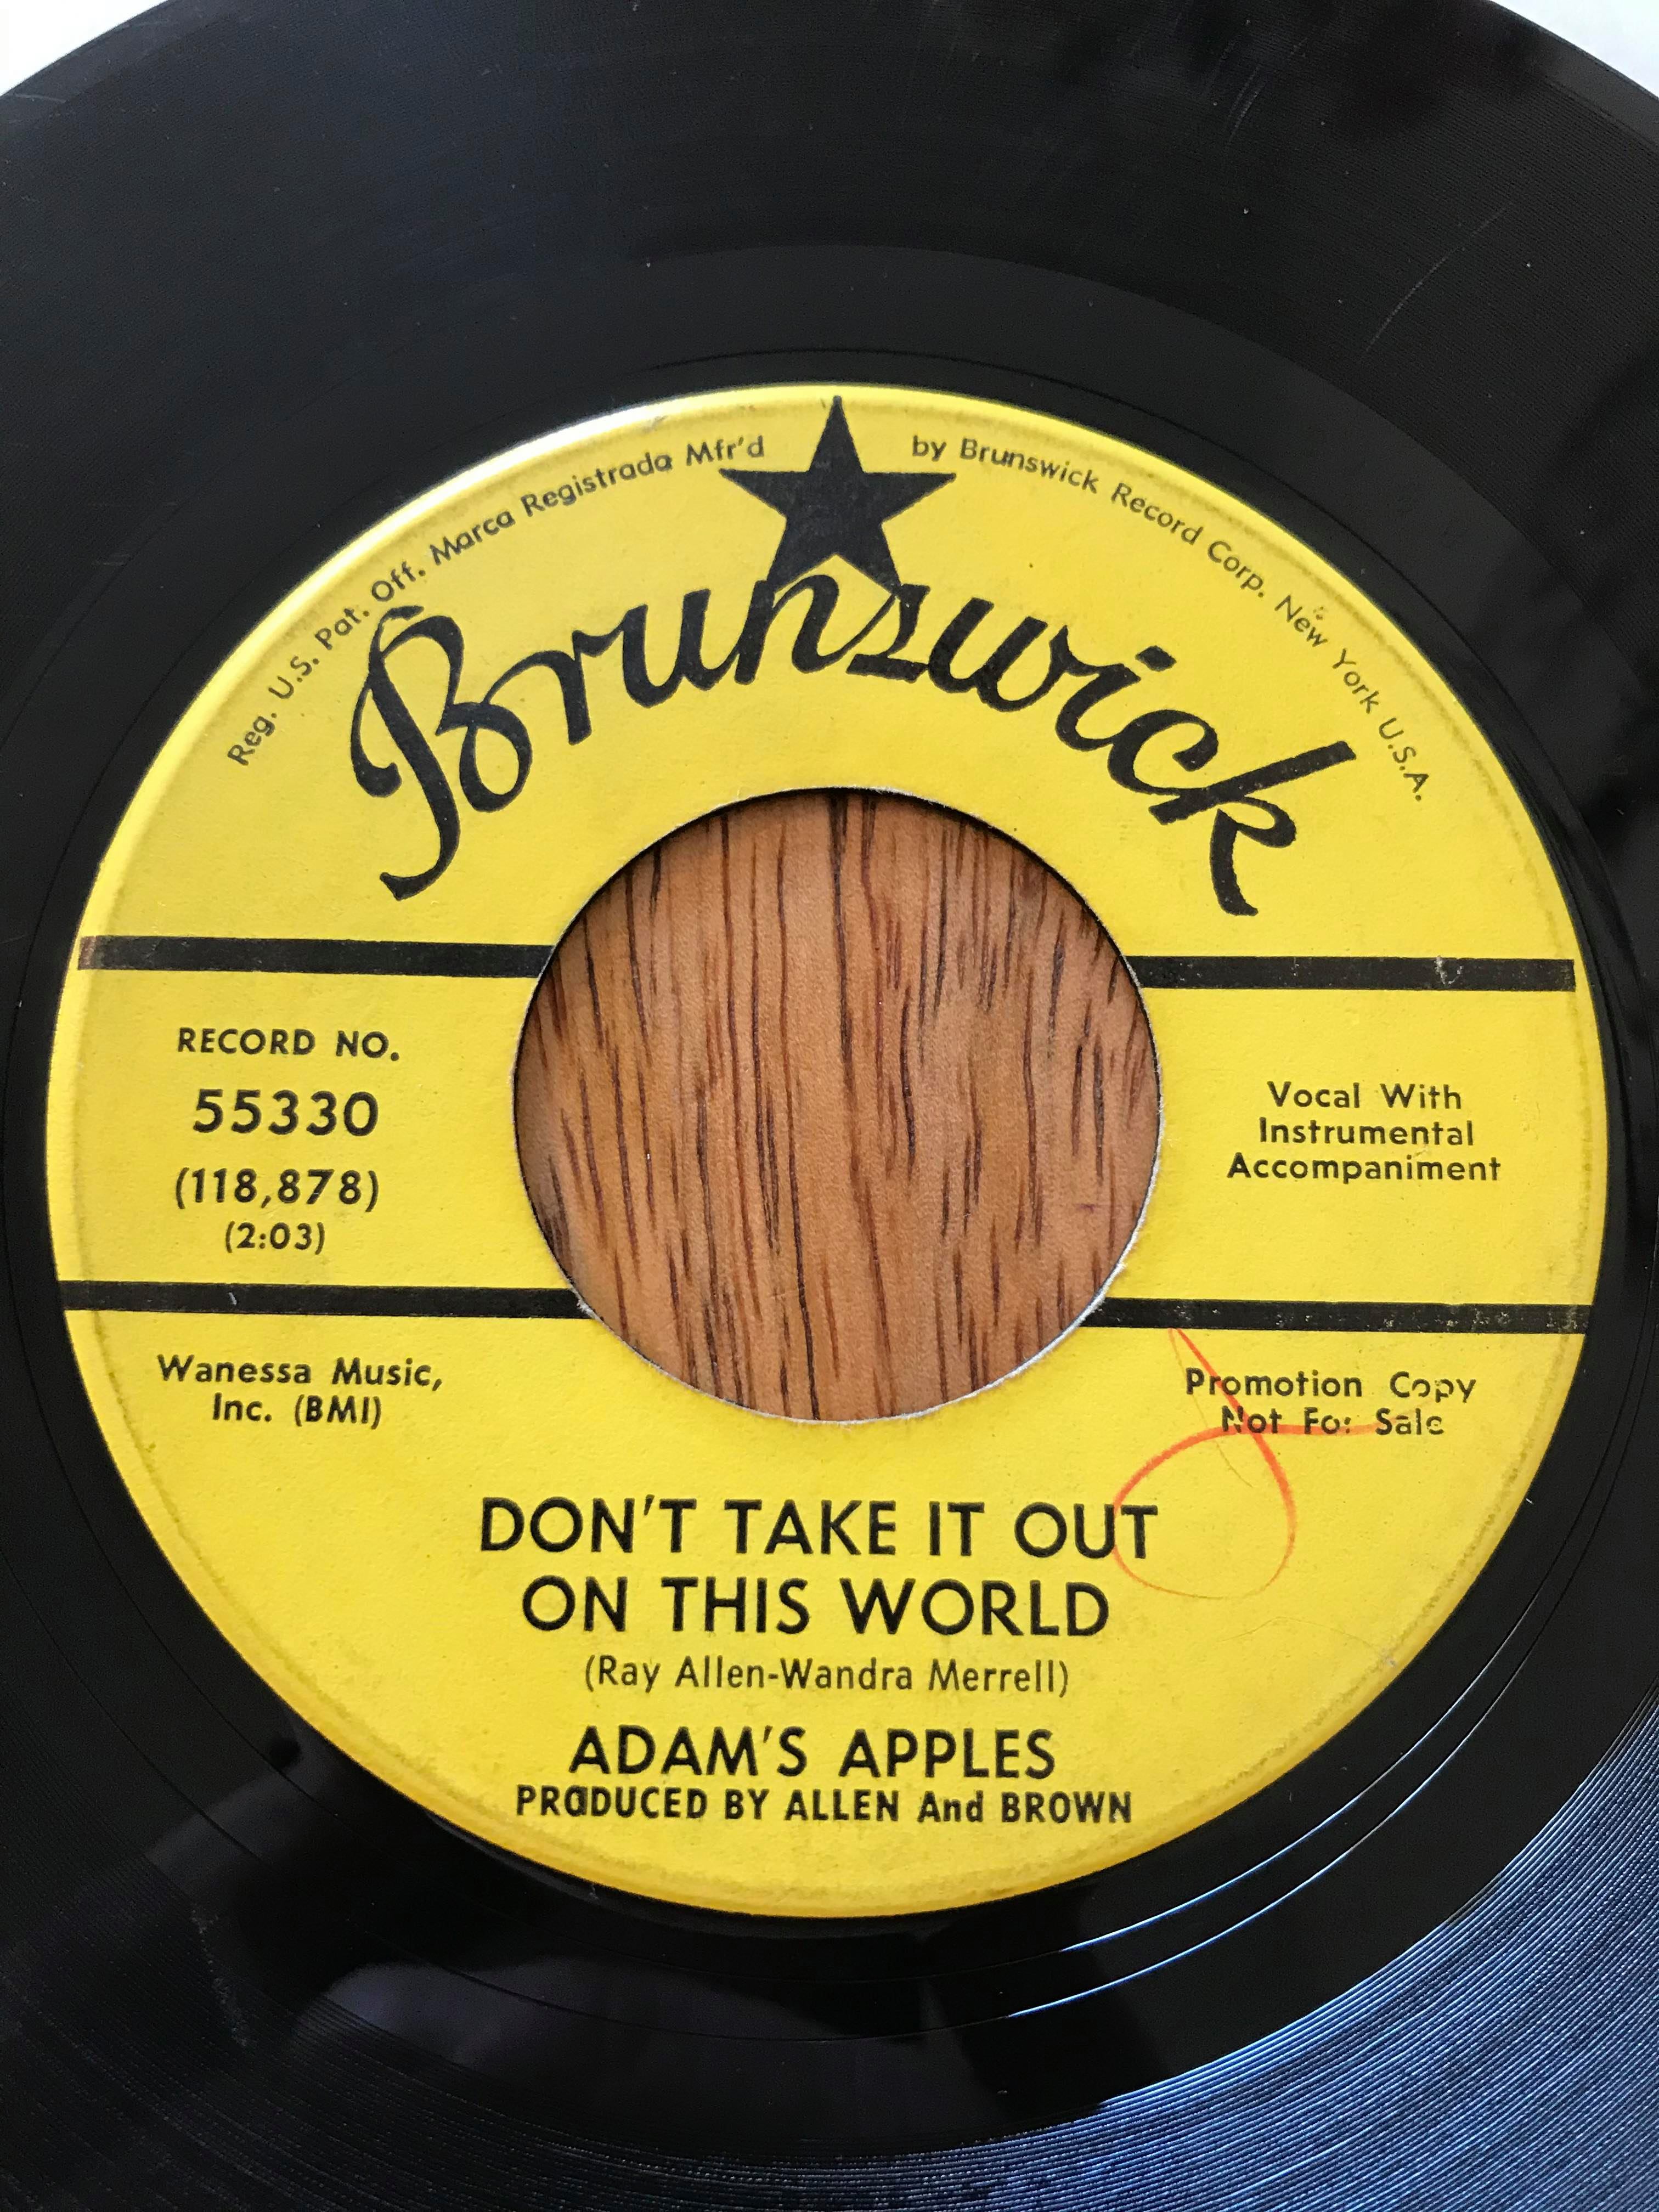 Reg. U.S. Pat. Off. Marca Registrada Mfr'd by Brunswick Record Corp. New York U.S.A.
Brunswick
RECORD NO.
55330
(118,878)
(2:03)
Vocal With
Instrumental
Accompaniment
Wanessa Music,
Inc. (BMI)
Promotion Copy
Not For Sale
DON'T TAKE IT OUT
ON THIS WORLD
(Ray Allen-Wandra Merrell)
ADAM'S APPLES
PRODUCED BY ALLEN And BROWN